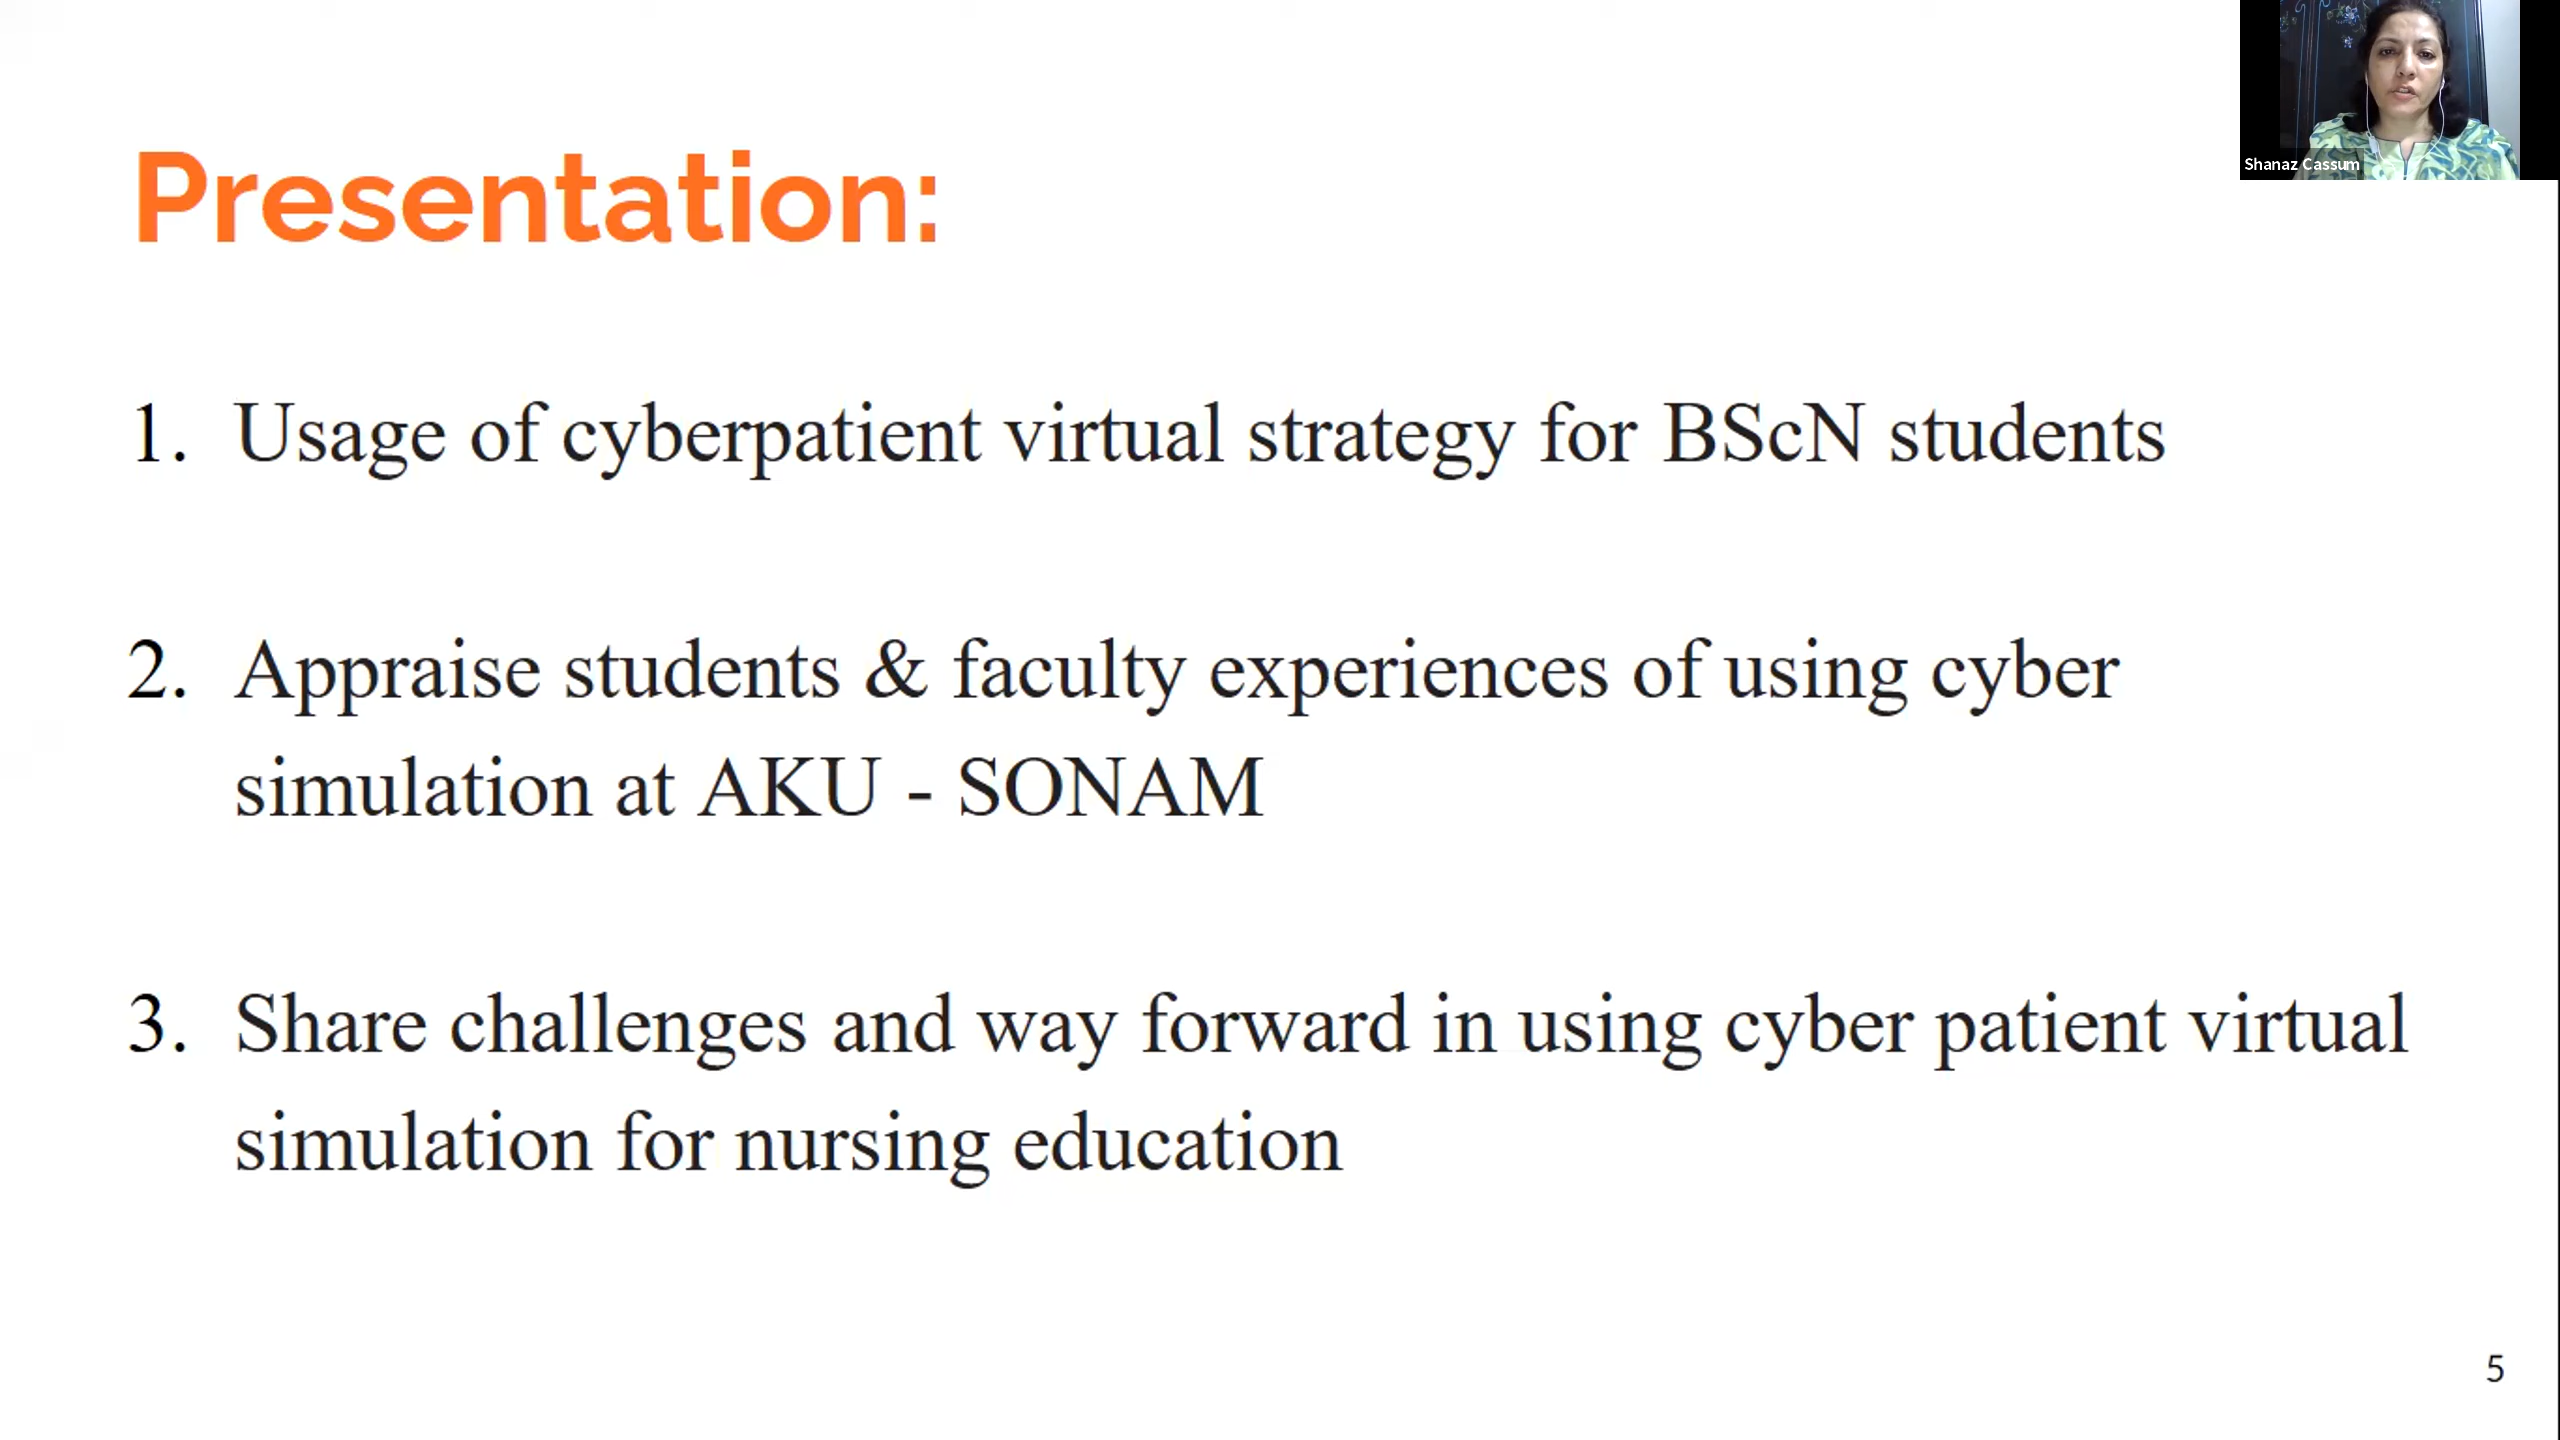 Shanaz Cassum
Presentation:
1. Usage of cyberpatient virtual strategy for BScN students
2. Appraise students & faculty experiences of using cyber
simulation at AKU - SONAM
3. Share challenges and way forward in using cyber patient virtual
simulation for nursing education
5